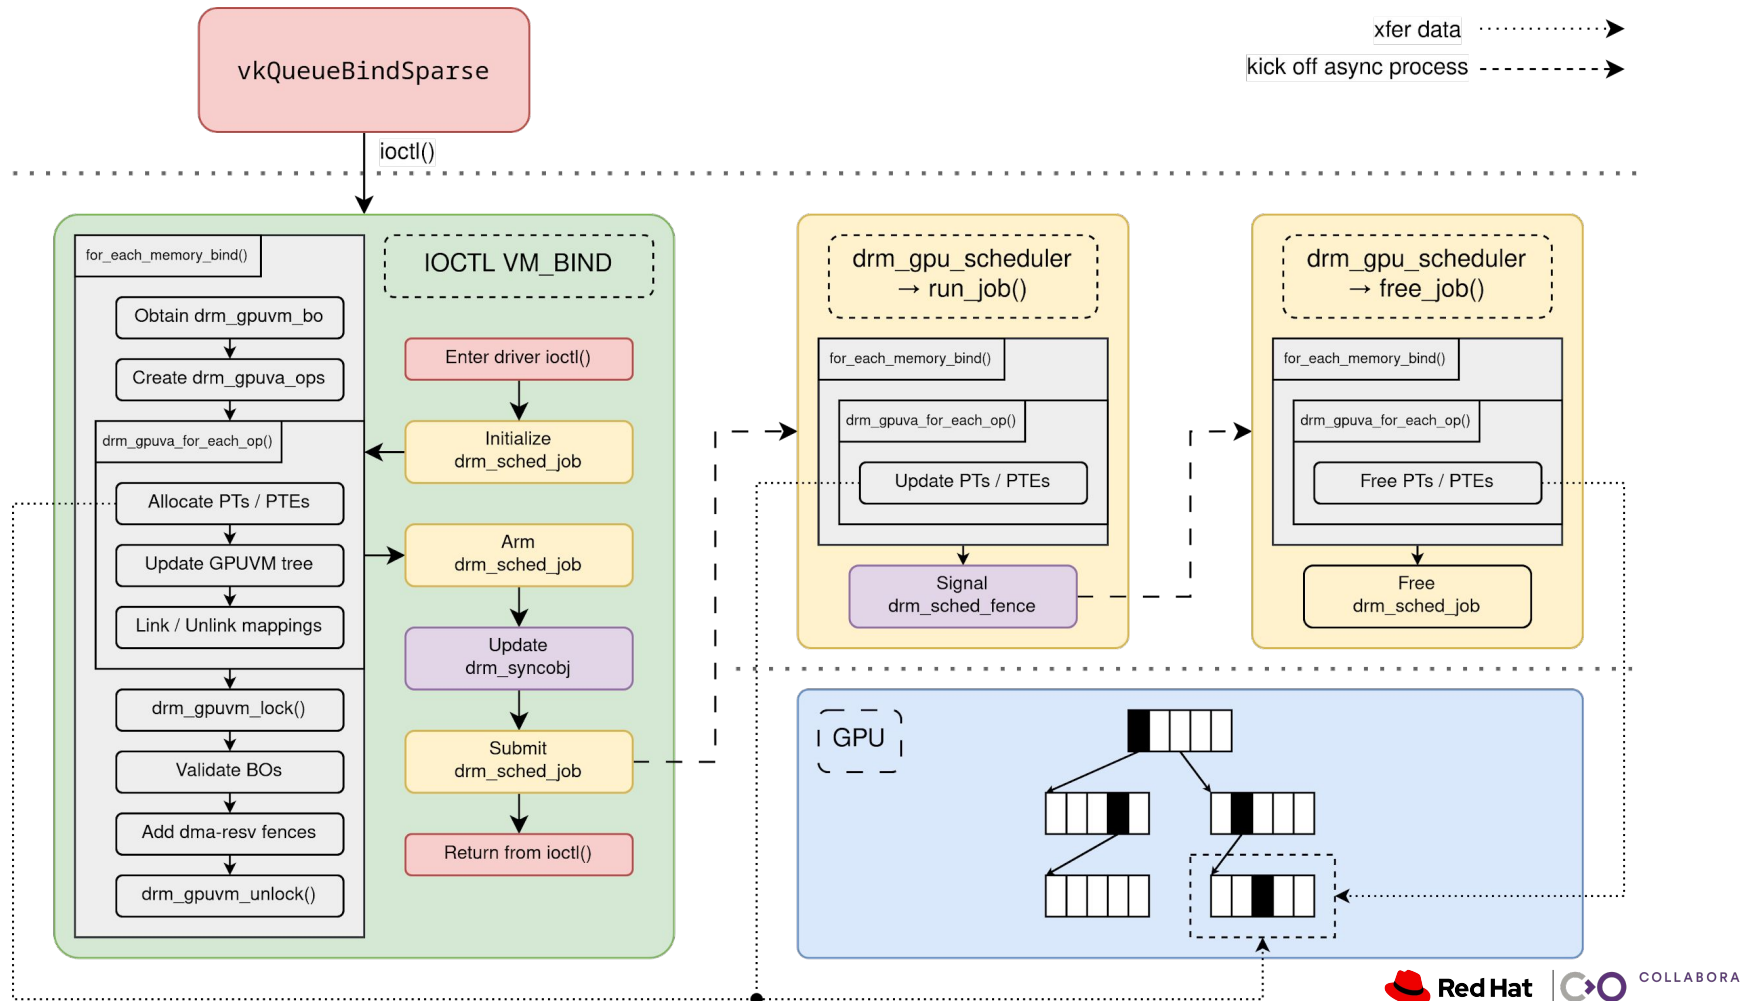 vkQueueBindSparse
xfer data
kick off async process
ioctl()
for_each_memory_bind()
Obtain drm_gpuvm_bo
Create drm_gpuva_ops
drm_gpuva_for_each_op()
Allocate PTs / PTEs
Update GPUVM tree
Link / Unlink mappings
drm_gpuvm_lock()
Validate BOs
Add dma-resv fences
drm_gpuvm_unlock()
IOCTL VM_BIND
Enter driver ioctl()
Initialize
drm_sched_job
Arm
drm_sched_job
Update
drm_syncobj
Submit
drm_sched_job
Return from ioctl()
drm_gpu_scheduler
→ run_job()
for_each_memory_bind()
drm_gpuva_for_each_op()
Update PTs / PTEs
Signal
drm_sched_fence
drm_gpu_scheduler
→ free_job()
for_each_memory_bind()
drm_gpuva_for_each_op()
Free PTs / PTEs
Free
drm_sched_job
GPU
Red Hat
COLLABORA